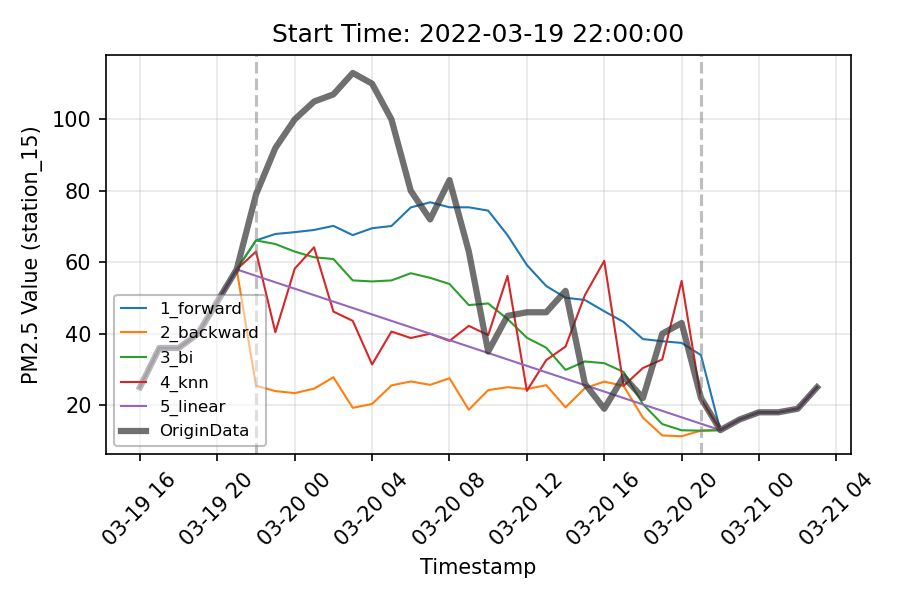 Start Time: 2022-03-19 22:00:00
PM2.5 Value (station_15)
100
80
60
40
20
1_forward
2_backward
3_bi
4_knn
5_linear
OriginData
03-19 16
03-19 20
03-20 00
03-20 04
03-20 08
03-20 12
03-20 16
03-20 20
03-21 00
03-21 04
Timestamp